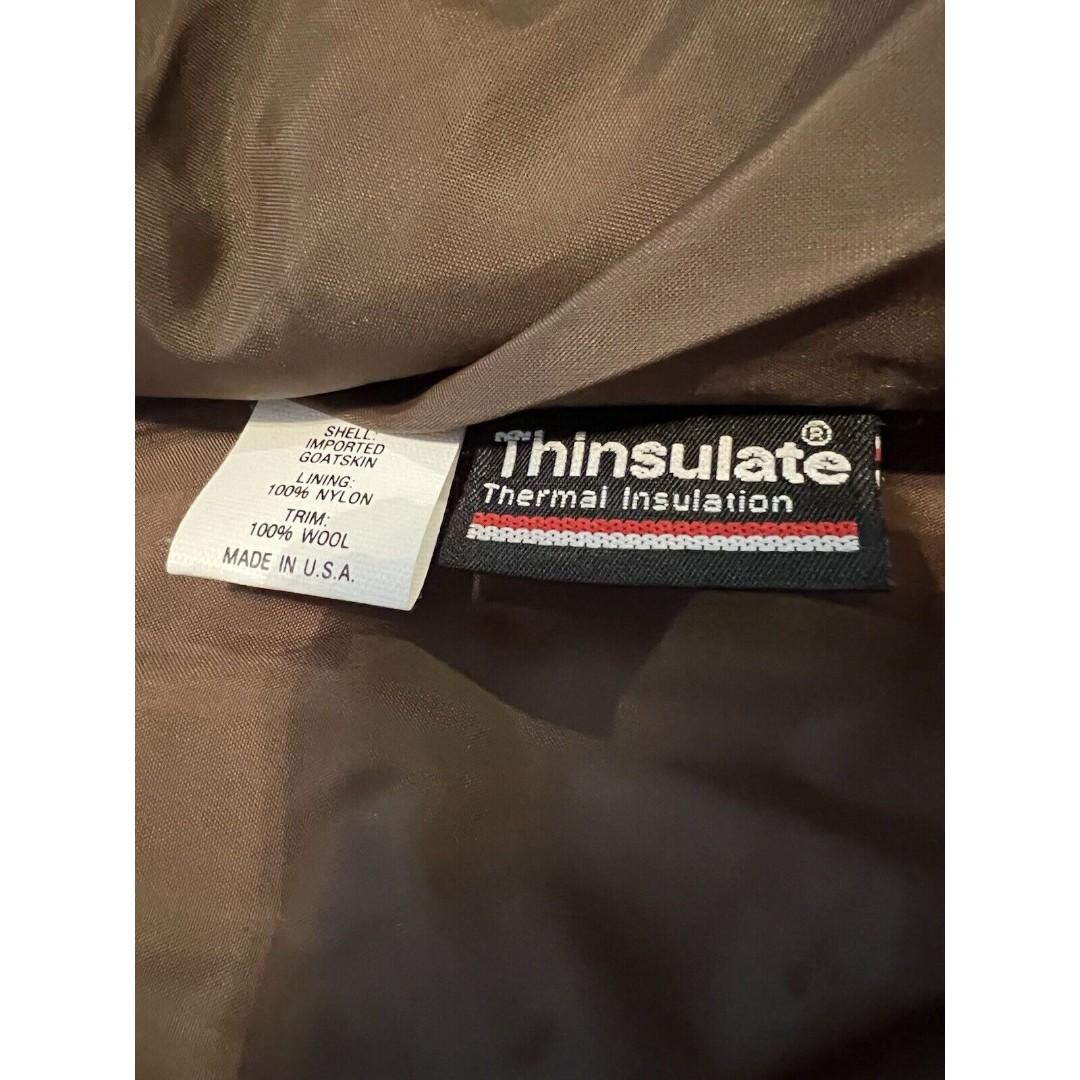 SHELL:
IMPORTED
GOATSKIN
LINING:
100% NYLON
TRIM:
100% WOOL
MADE IN U.S.A.
Thinsulate®
Thermal Insulation